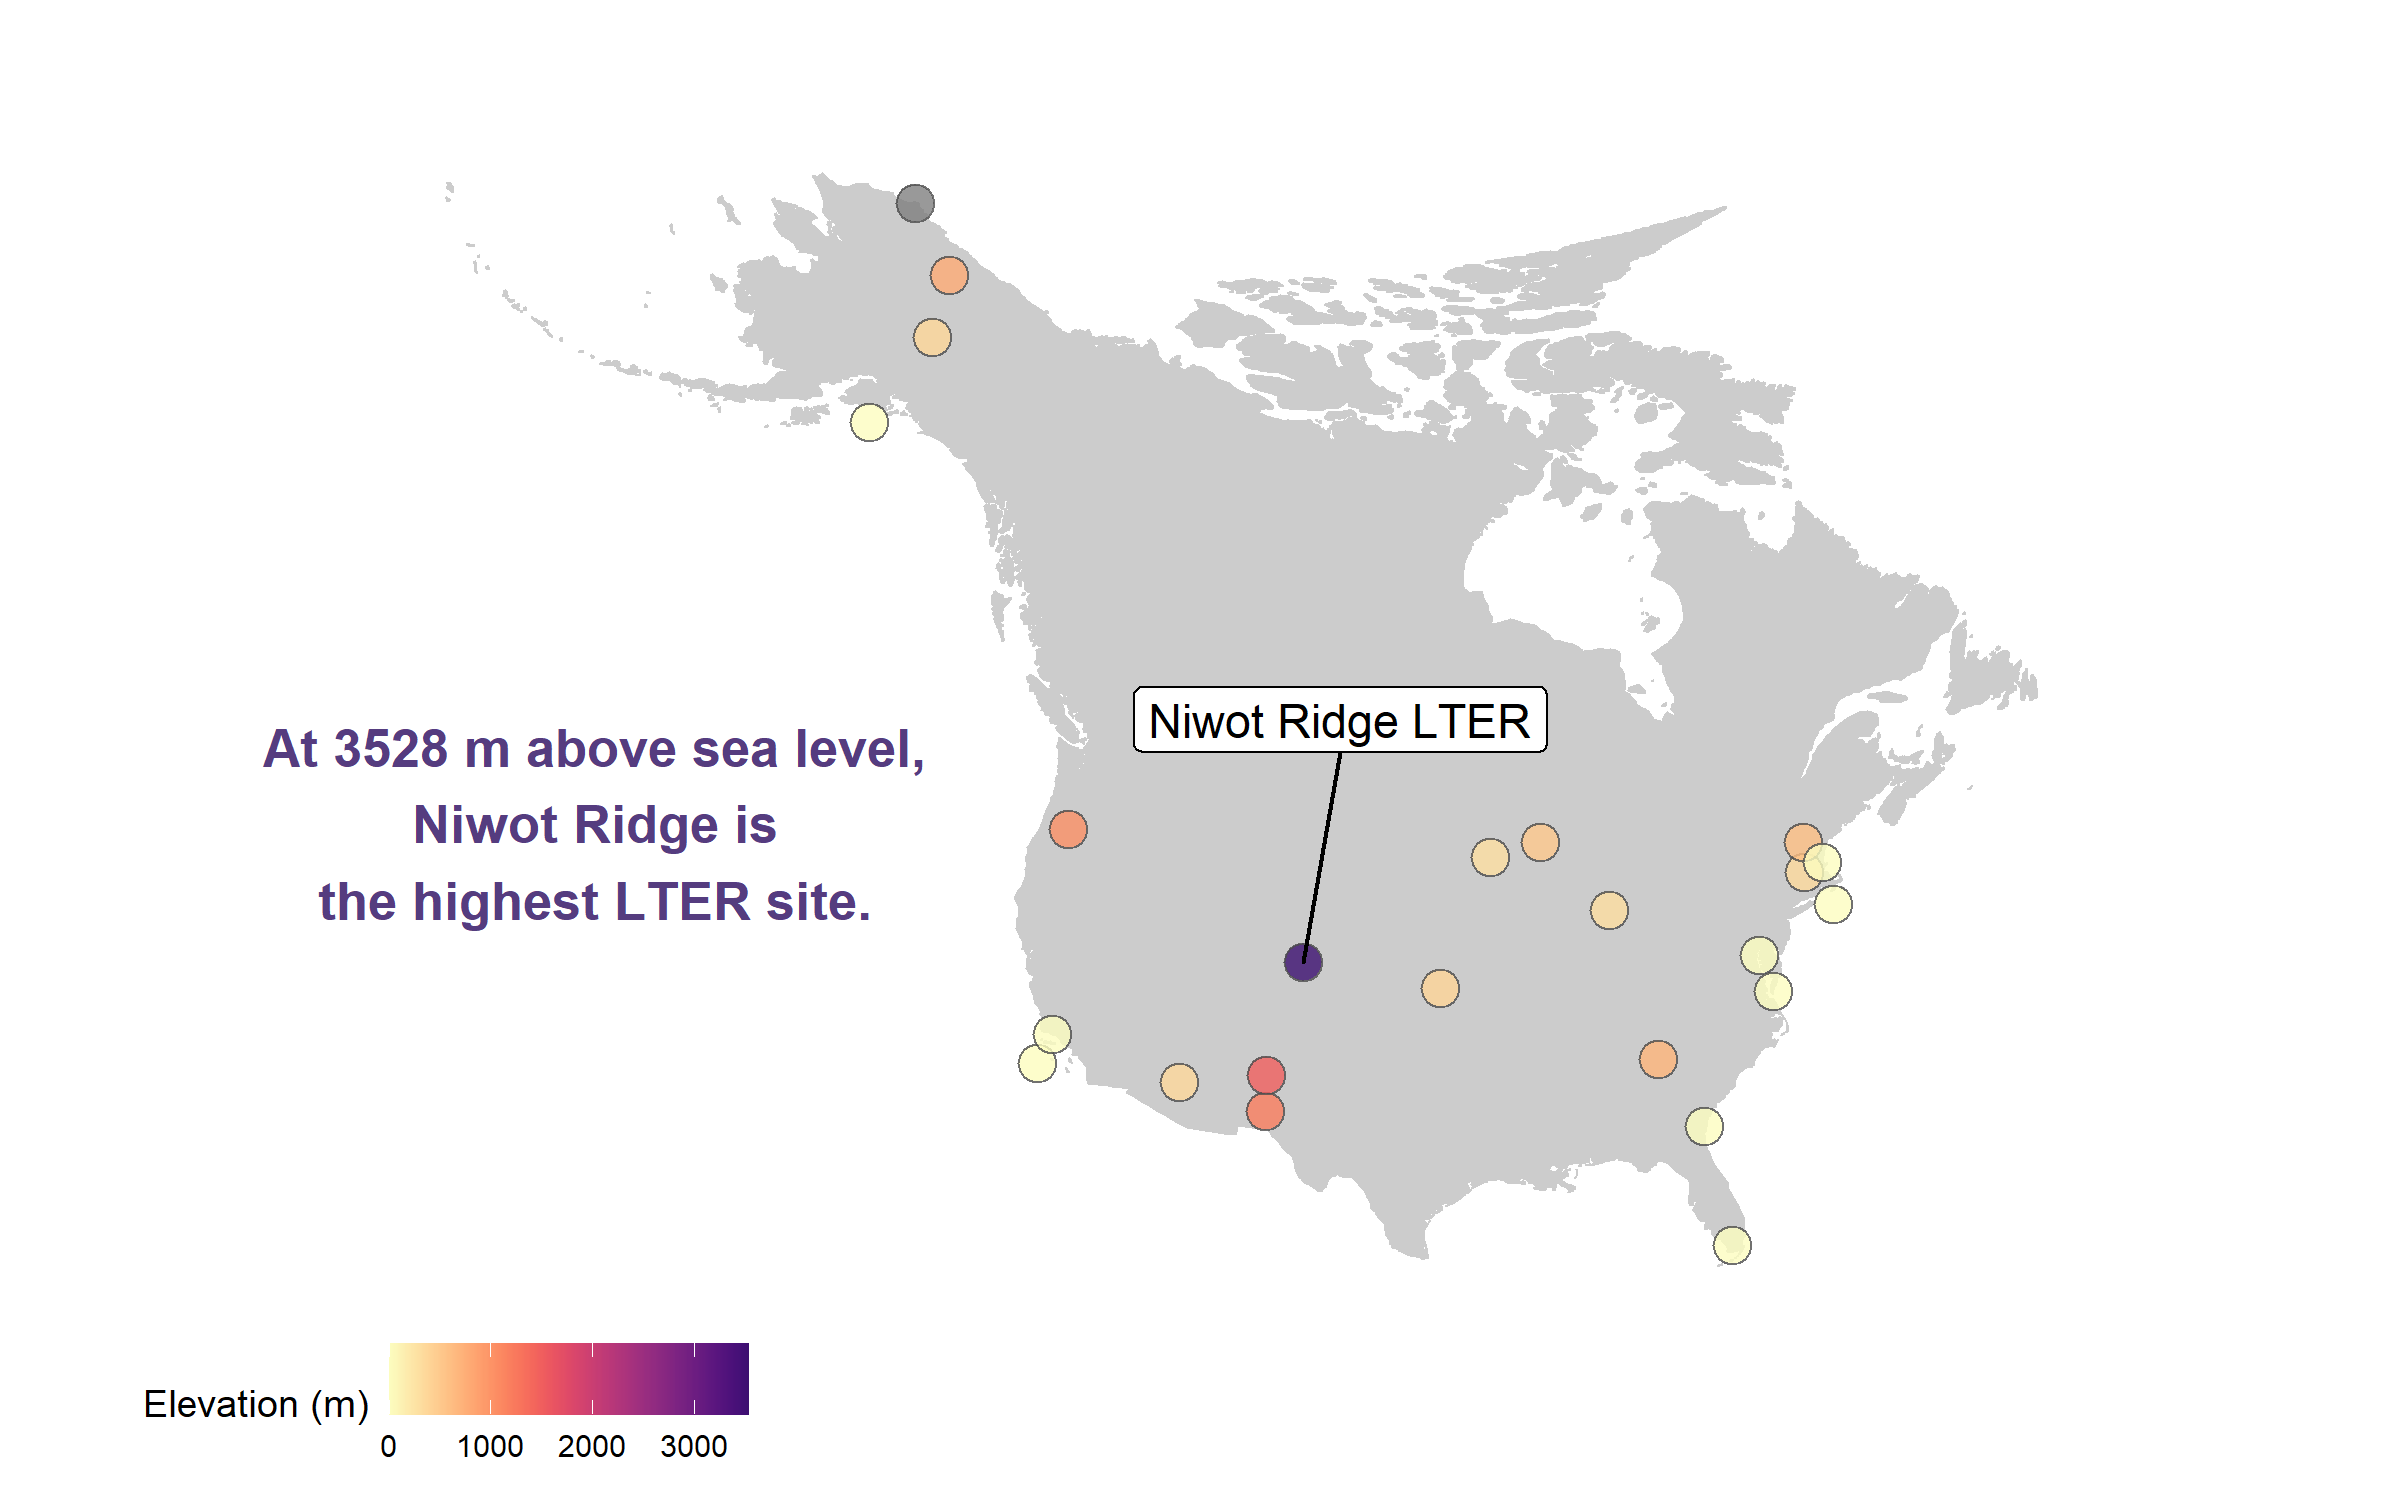 Niwot Ridge LTER
At 3528 m above sea level,
Niwot Ridge is
the highest LTER site.
Elevation (m)
0 1000 2000 3000